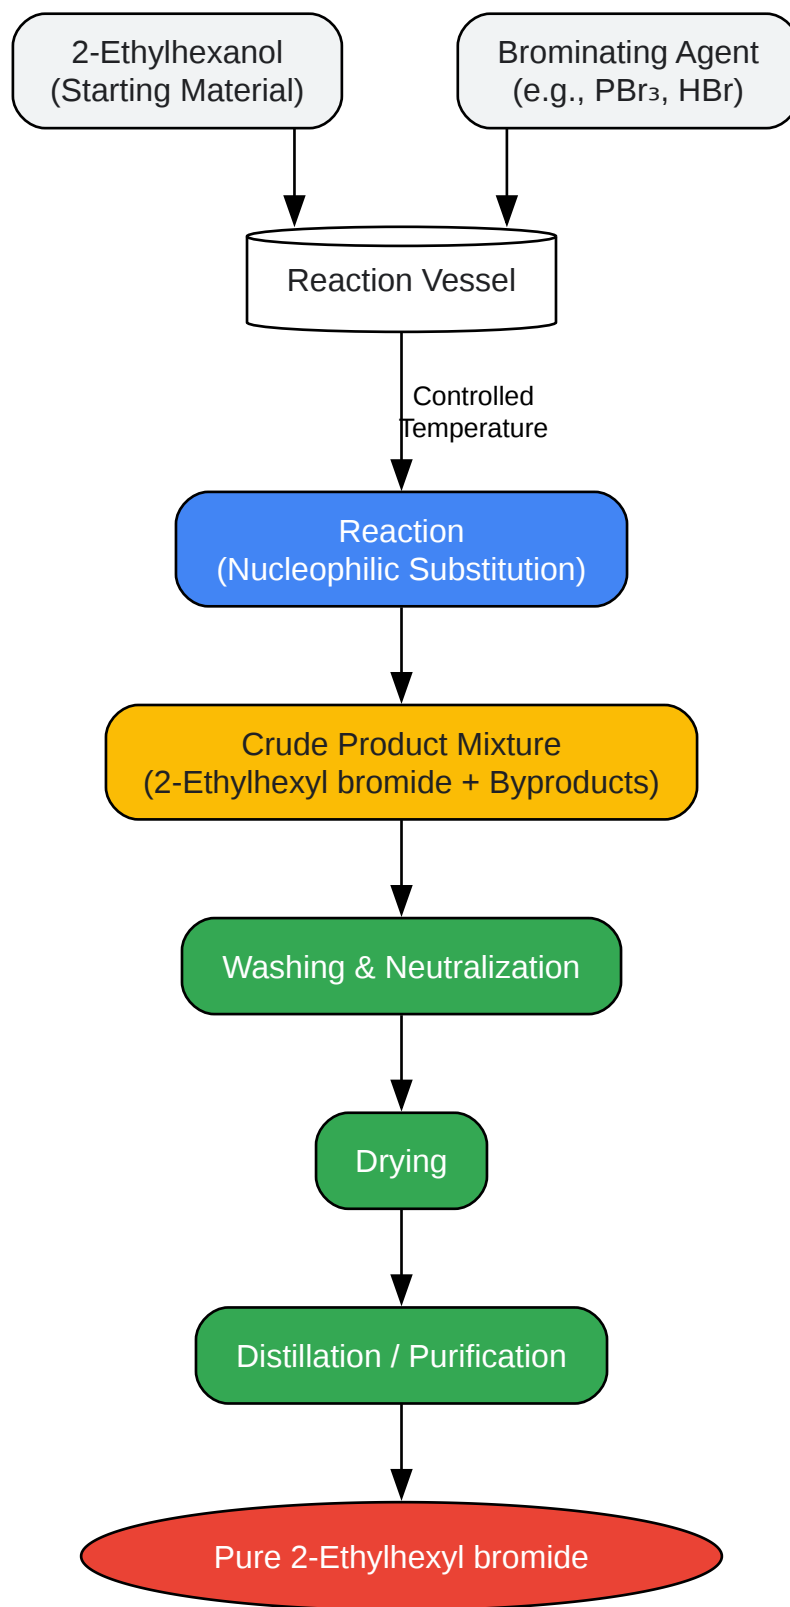 2-Ethylhexanol
(Starting Material)
Brominating Agent
(e.g., PBr₃, HBr)
Reaction Vessel
Controlled
Temperature
Reaction
(Nucleophilic Substitution)
Crude Product Mixture
(2-Ethylhexyl bromide + Byproducts)
Washing & Neutralization
Drying
Distillation / Purification
Pure 2-Ethylhexyl bromide